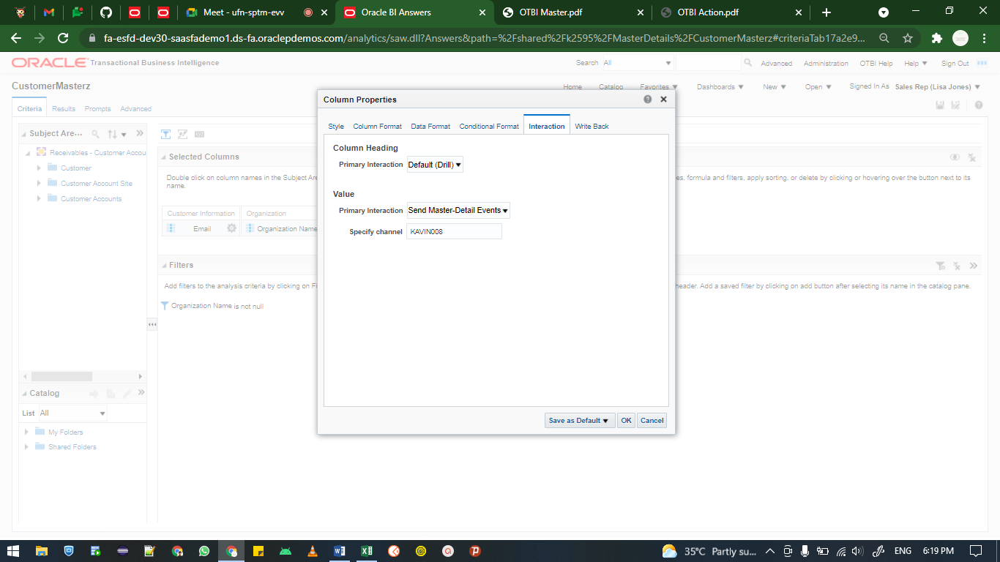 Meet - ufn-sptm-evv
Oracle BI Answers
OTBI Master.pdf
OTBI Action.pdf
fa-esfd-dev30-saasfademo1.ds-fa.oraclepdemos.com/analytics/saw.dll?Answers&path=%2Fshared%2Fk2595%2FMasterDetails%2FCustomerMasterz#criteriaTab17a2e9...
ORACLE Transactional Business Intelligence
Search All
Advanced Administration OTBI Help Help Sign Out
CustomerMasterz
Home Catalog Favorites Dashboards New Open Signed In As Sales Rep (Lisa Jones)
Criteria Results Prompts Advanced
Subject Are...
Receivables - Customer Accou
Customer
Customer Account Site
Customer Accounts
Catalog
List All
My Folders
Shared Folders
Selected Columns
Double click on column names in the Subject Are
es, formula and filters, apply sorting, or delete by clicking or hovering over the button next to its
name.
Customer Information Organization
Email Organization Name
Filters
Add filters to the analysis criteria by clicking on Fi
header. Add a saved filter by clicking on add button after selecting its name in the catalog pane.
Organization Name is not null
Column Properties
Style Column Format Data Format Conditional Format Interaction Write Back
Column Heading
Primary Interaction Default (Drill)
Value
Primary Interaction Send Master-Detail Events
Specify channel KAVIN008
Save as Default OK Cancel
35°C Partly su... ENG 6:19 PM